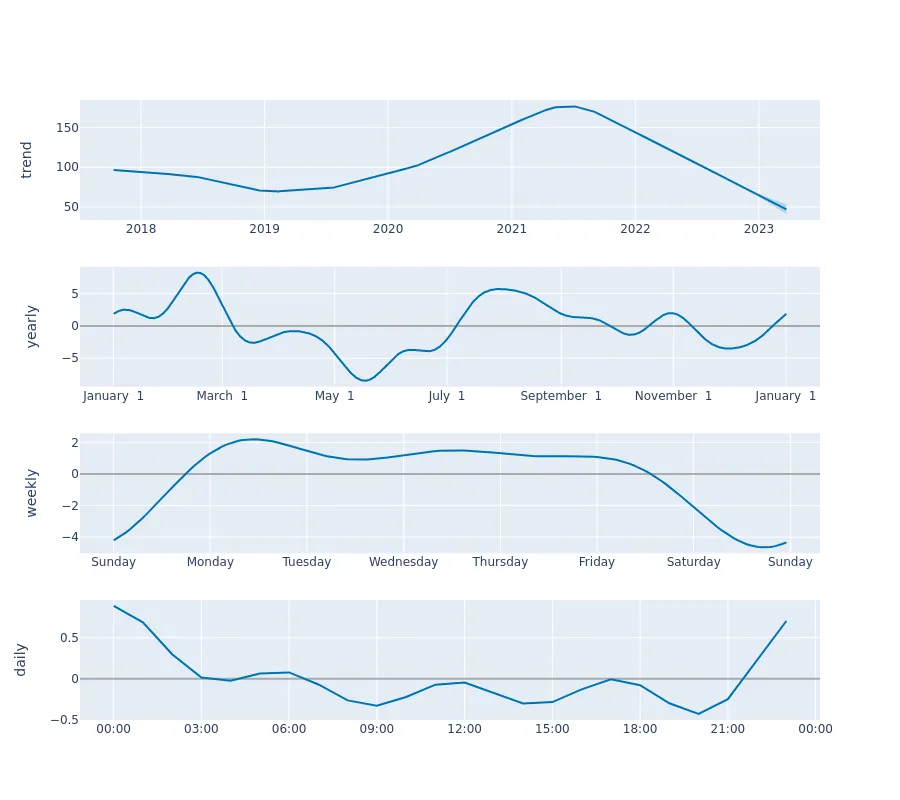 trend
150
100
50
2018 2019 2020 2021 2022 2023
yearly
5
0
−5
January 1 March 1 May 1 July 1 September 1 November 1 January 1
weekly
2
0
−2
−4
Sunday Monday Tuesday Wednesday Thursday Friday Saturday Sunday
daily
0.5
0
−0.5
00:00 03:00 06:00 09:00 12:00 15:00 18:00 21:00 00:00